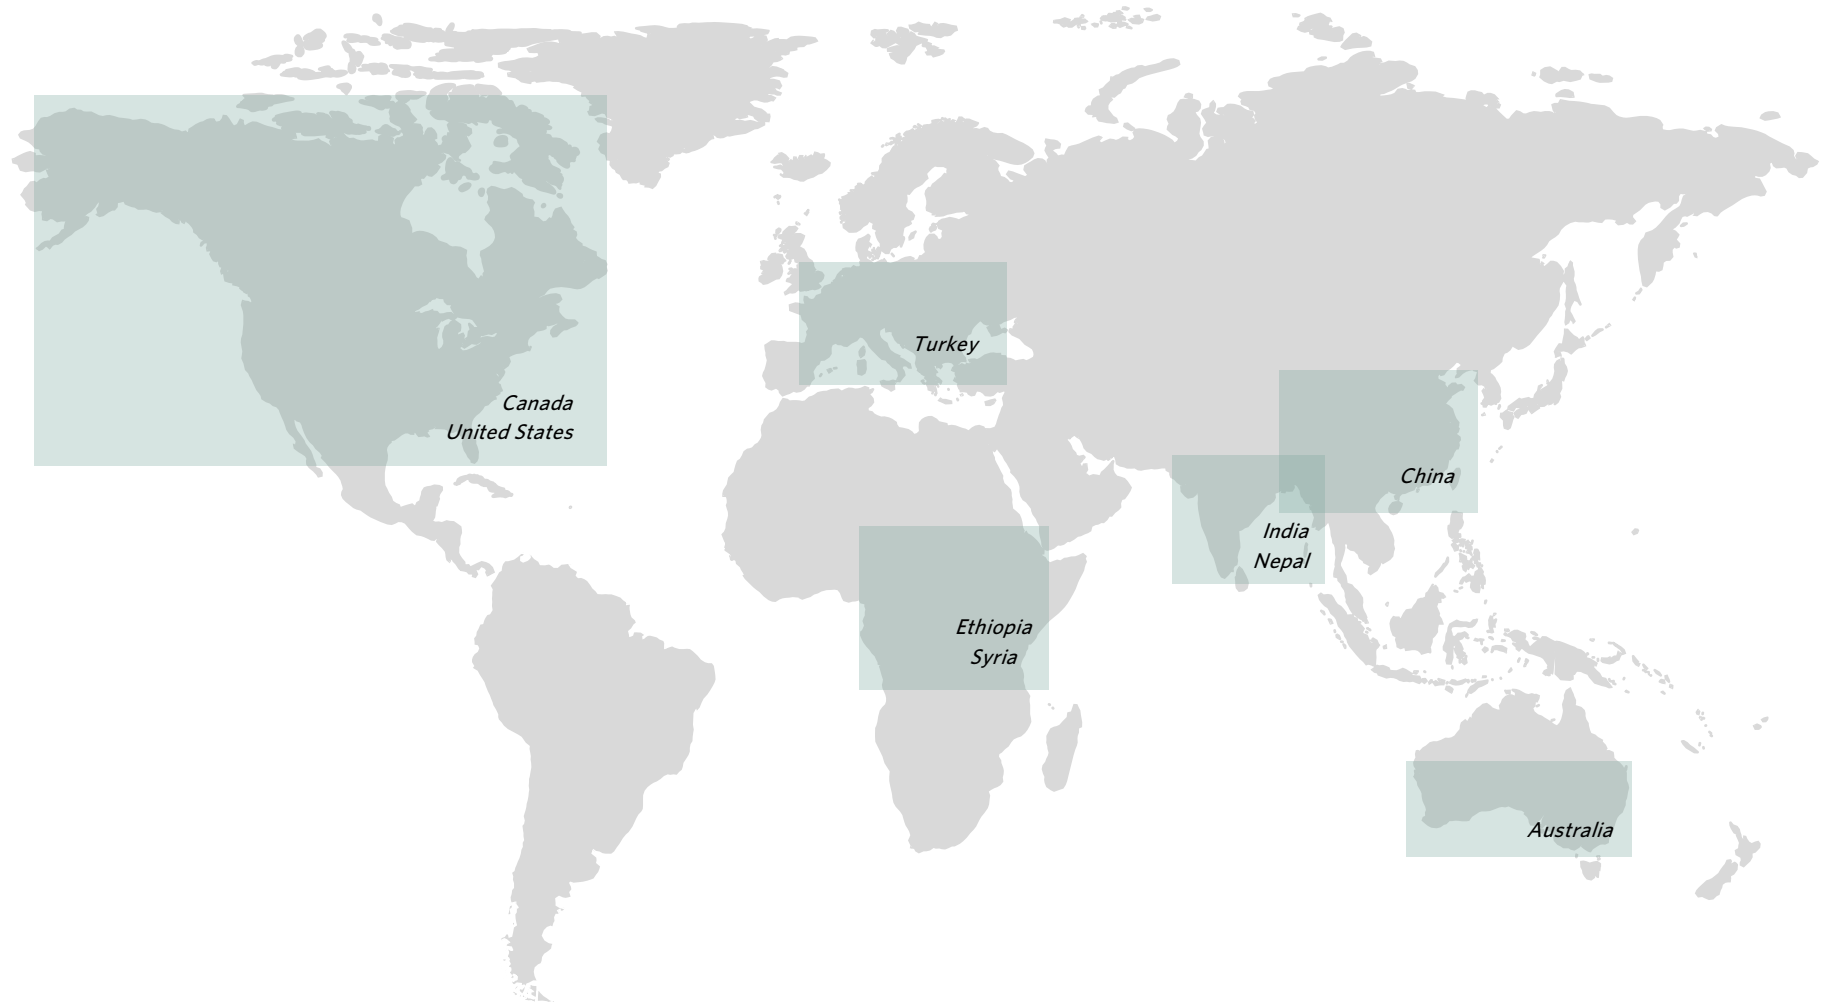 Turkey
Canada
United States
China
India
Nepal
Ethiopia
Syria
Australia